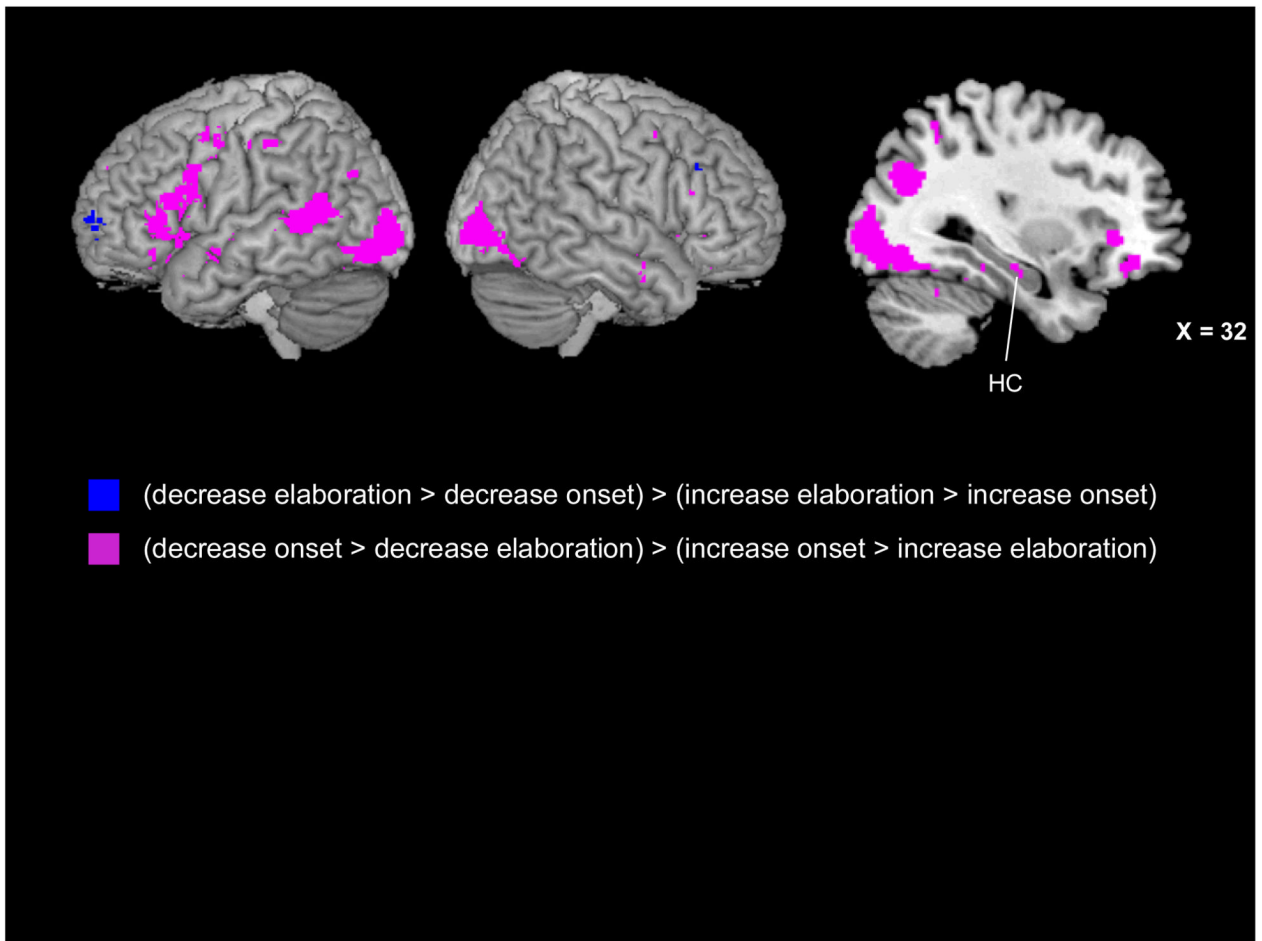 X = 32
HC
(decrease elaboration > decrease onset) > (increase elaboration > increase onset)
(decrease onset > decrease elaboration) > (increase onset > increase elaboration)